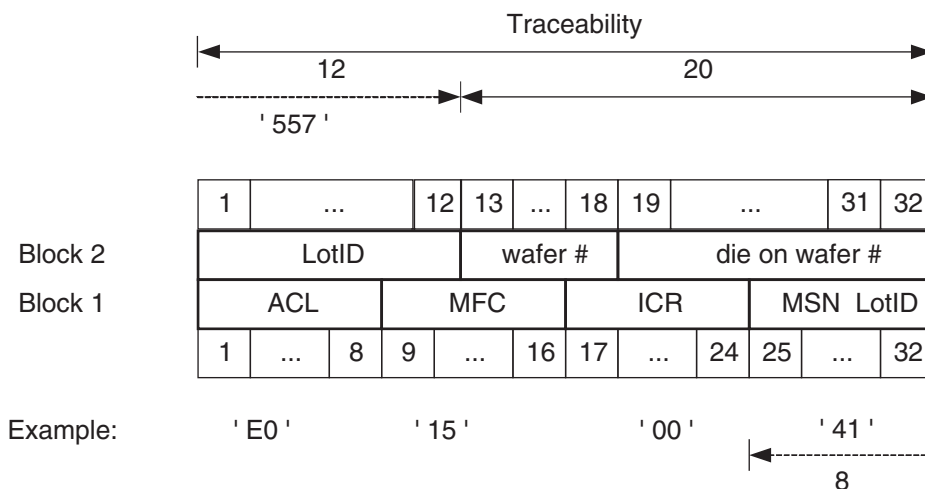 Traceability
12 20
' 557 '
1 ... 12 13 ... 18 19 ... 31 32
Block 2 LotID wafer # die on wafer #
Block 1 ACL MFC ICR MSN LotID
1 ... 8 9 ... 16 17 ... 24 25 ... 32
Example: ' E0 ' ' 15 ' ' 00 ' ' 41 '
8